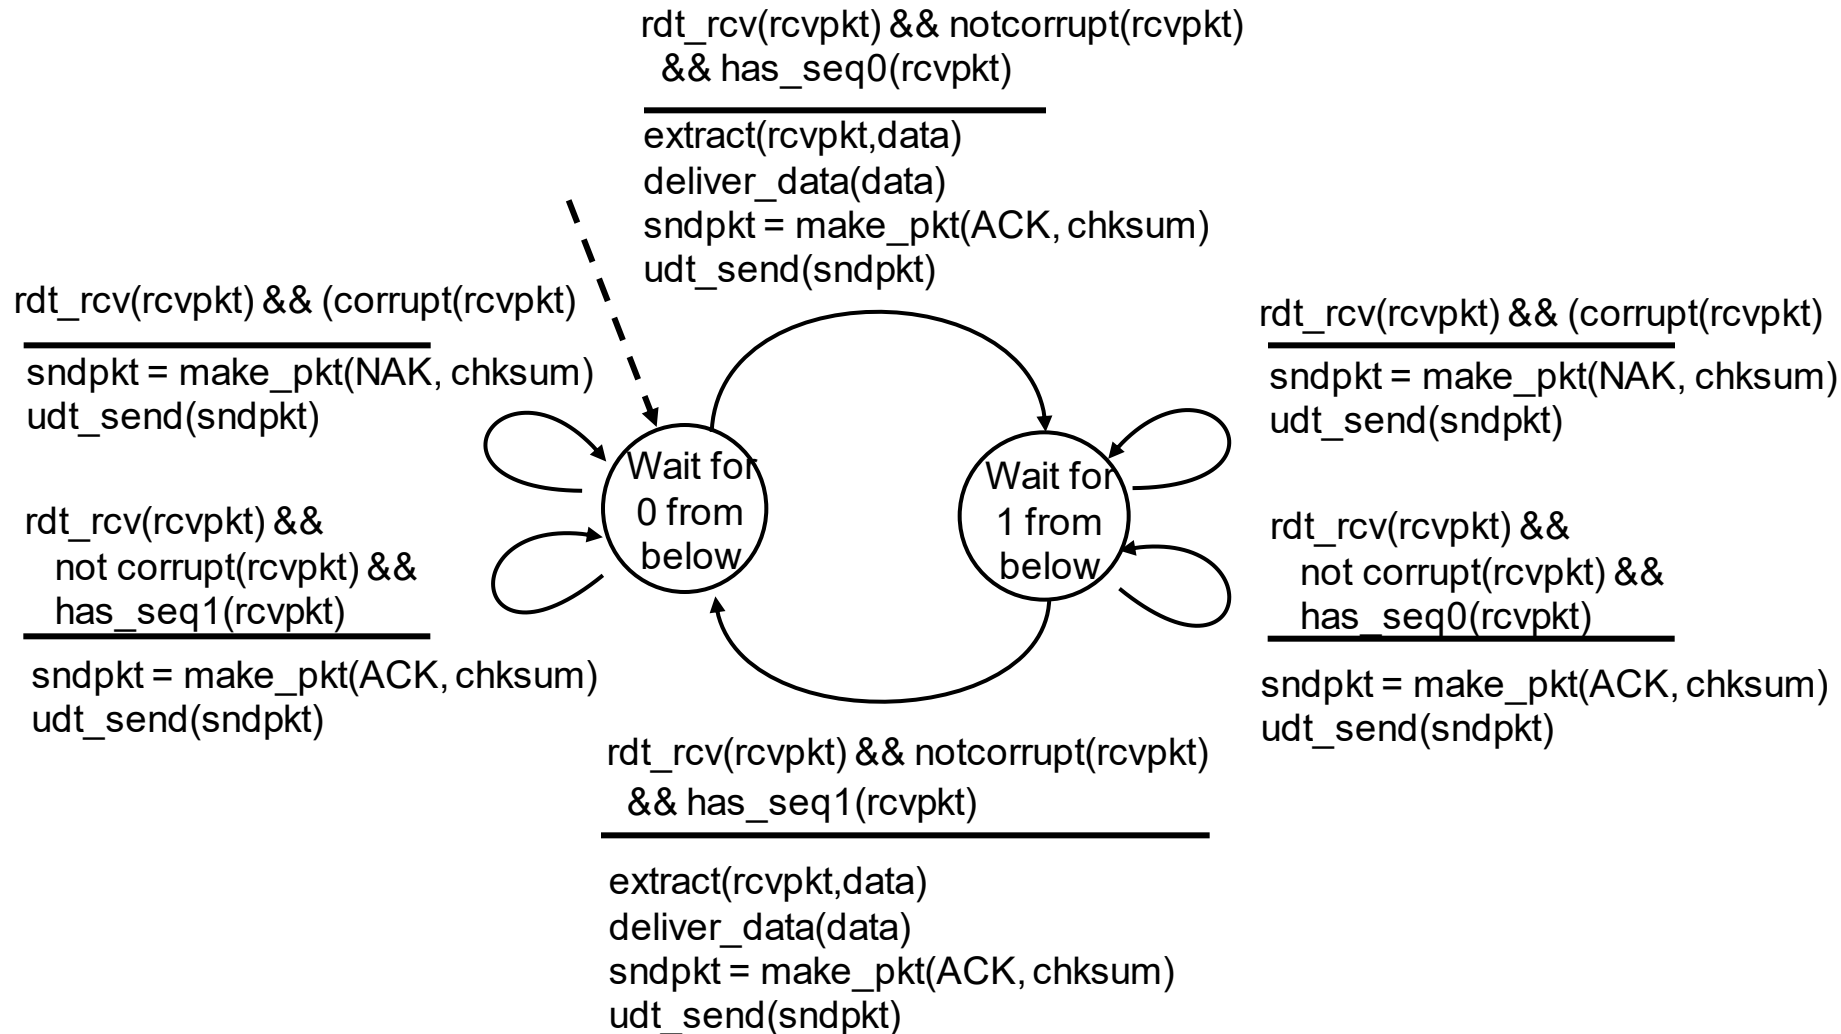 rdt_rcv(rcvpkt) && notcorrupt(rcvpkt)
&& has_seq0(rcvpkt)
extract(rcvpkt,data)
deliver_data(data)
sndpkt = make_pkt(ACK, chksum)
udt_send(sndpkt)
rdt_rcv(rcvpkt) && (corrupt(rcvpkt)
sndpkt = make_pkt(NAK, chksum)
udt_send(sndpkt)
rdt_rcv(rcvpkt) &&
not corrupt(rcvpkt) &&
has_seq1(rcvpkt)
sndpkt = make_pkt(ACK, chksum)
udt_send(sndpkt)
Wait for
0 from
below
Wait for
1 from
below
rdt_rcv(rcvpkt) && (corrupt(rcvpkt)
sndpkt = make_pkt(NAK, chksum)
udt_send(sndpkt)
rdt_rcv(rcvpkt) &&
not corrupt(rcvpkt) &&
has_seq0(rcvpkt)
sndpkt = make_pkt(ACK, chksum)
udt_send(sndpkt)
rdt_rcv(rcvpkt) && notcorrupt(rcvpkt)
&& has_seq1(rcvpkt)
extract(rcvpkt,data)
deliver_data(data)
sndpkt = make_pkt(ACK, chksum)
udt_send(sndpkt)